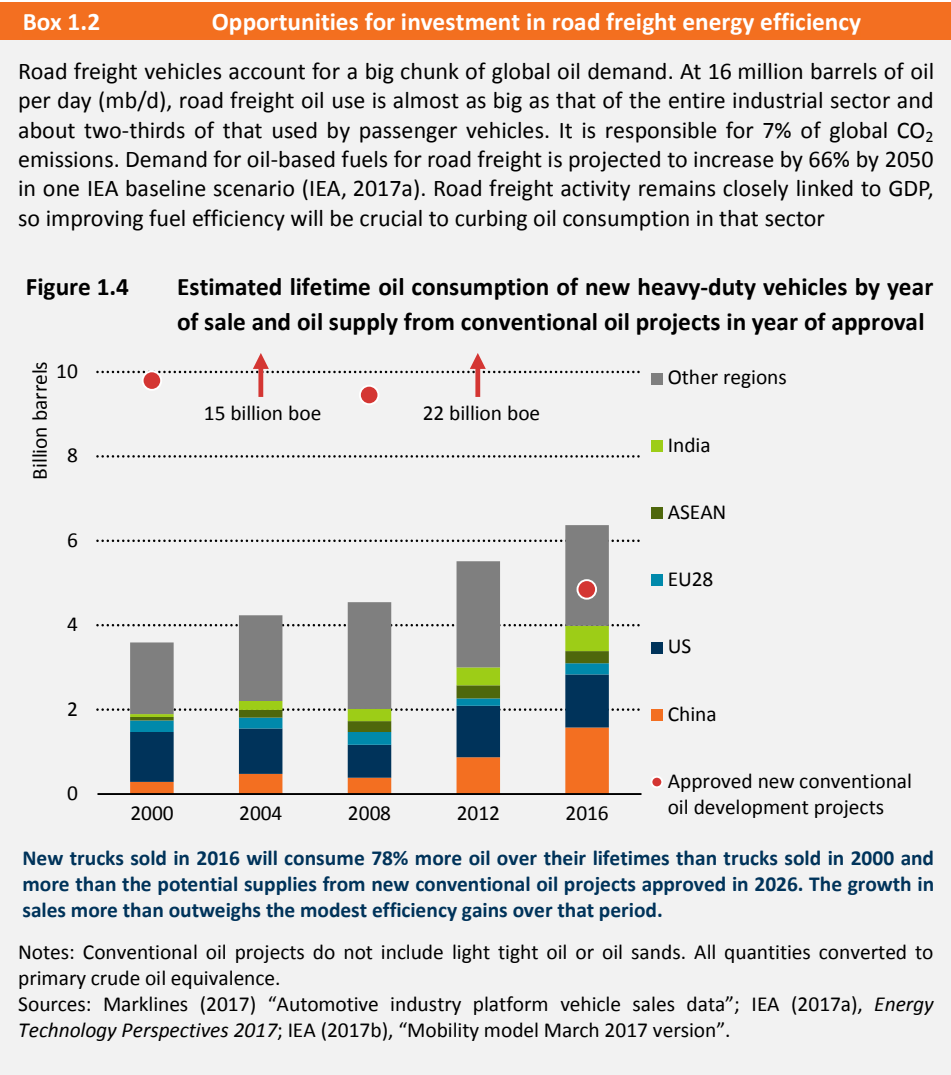 Box 1.2 Opportunities for investment in road freight energy efficiency
Road freight vehicles account for a big chunk of global oil demand. At 16 million barrels of oil
per day (mb/d), road freight oil use is almost as big as that of the entire industrial sector and
about two-thirds of that used by passenger vehicles. It is responsible for 7% of global CO₂
emissions. Demand for oil-based fuels for road freight is projected to increase by 66% by 2050
in one IEA baseline scenario (IEA, 2017a). Road freight activity remains closely linked to GDP,
so improving fuel efficiency will be crucial to curbing oil consumption in that sector
Figure 1.4 Estimated lifetime oil consumption of new heavy-duty vehicles by year
of sale and oil supply from conventional oil projects in year of approval
Billion barrels
10
8
6
4
2
0
15 billion boe
22 billion boe
2000 2004 2008 2012 2016
Other regions
India
ASEAN
EU28
US
China
Approved new conventional
oil development projects
New trucks sold in 2016 will consume 78% more oil over their lifetimes than trucks sold in 2000 and
more than the potential supplies from new conventional oil projects approved in 2026. The growth in
sales more than outweighs the modest efficiency gains over that period.
Notes: Conventional oil projects do not include light tight oil or oil sands. All quantities converted to
primary crude oil equivalence.
Sources: Marklines (2017) “Automotive industry platform vehicle sales data”; IEA (2017a), Energy
Technology Perspectives 2017; IEA (2017b), “Mobility model March 2017 version”.